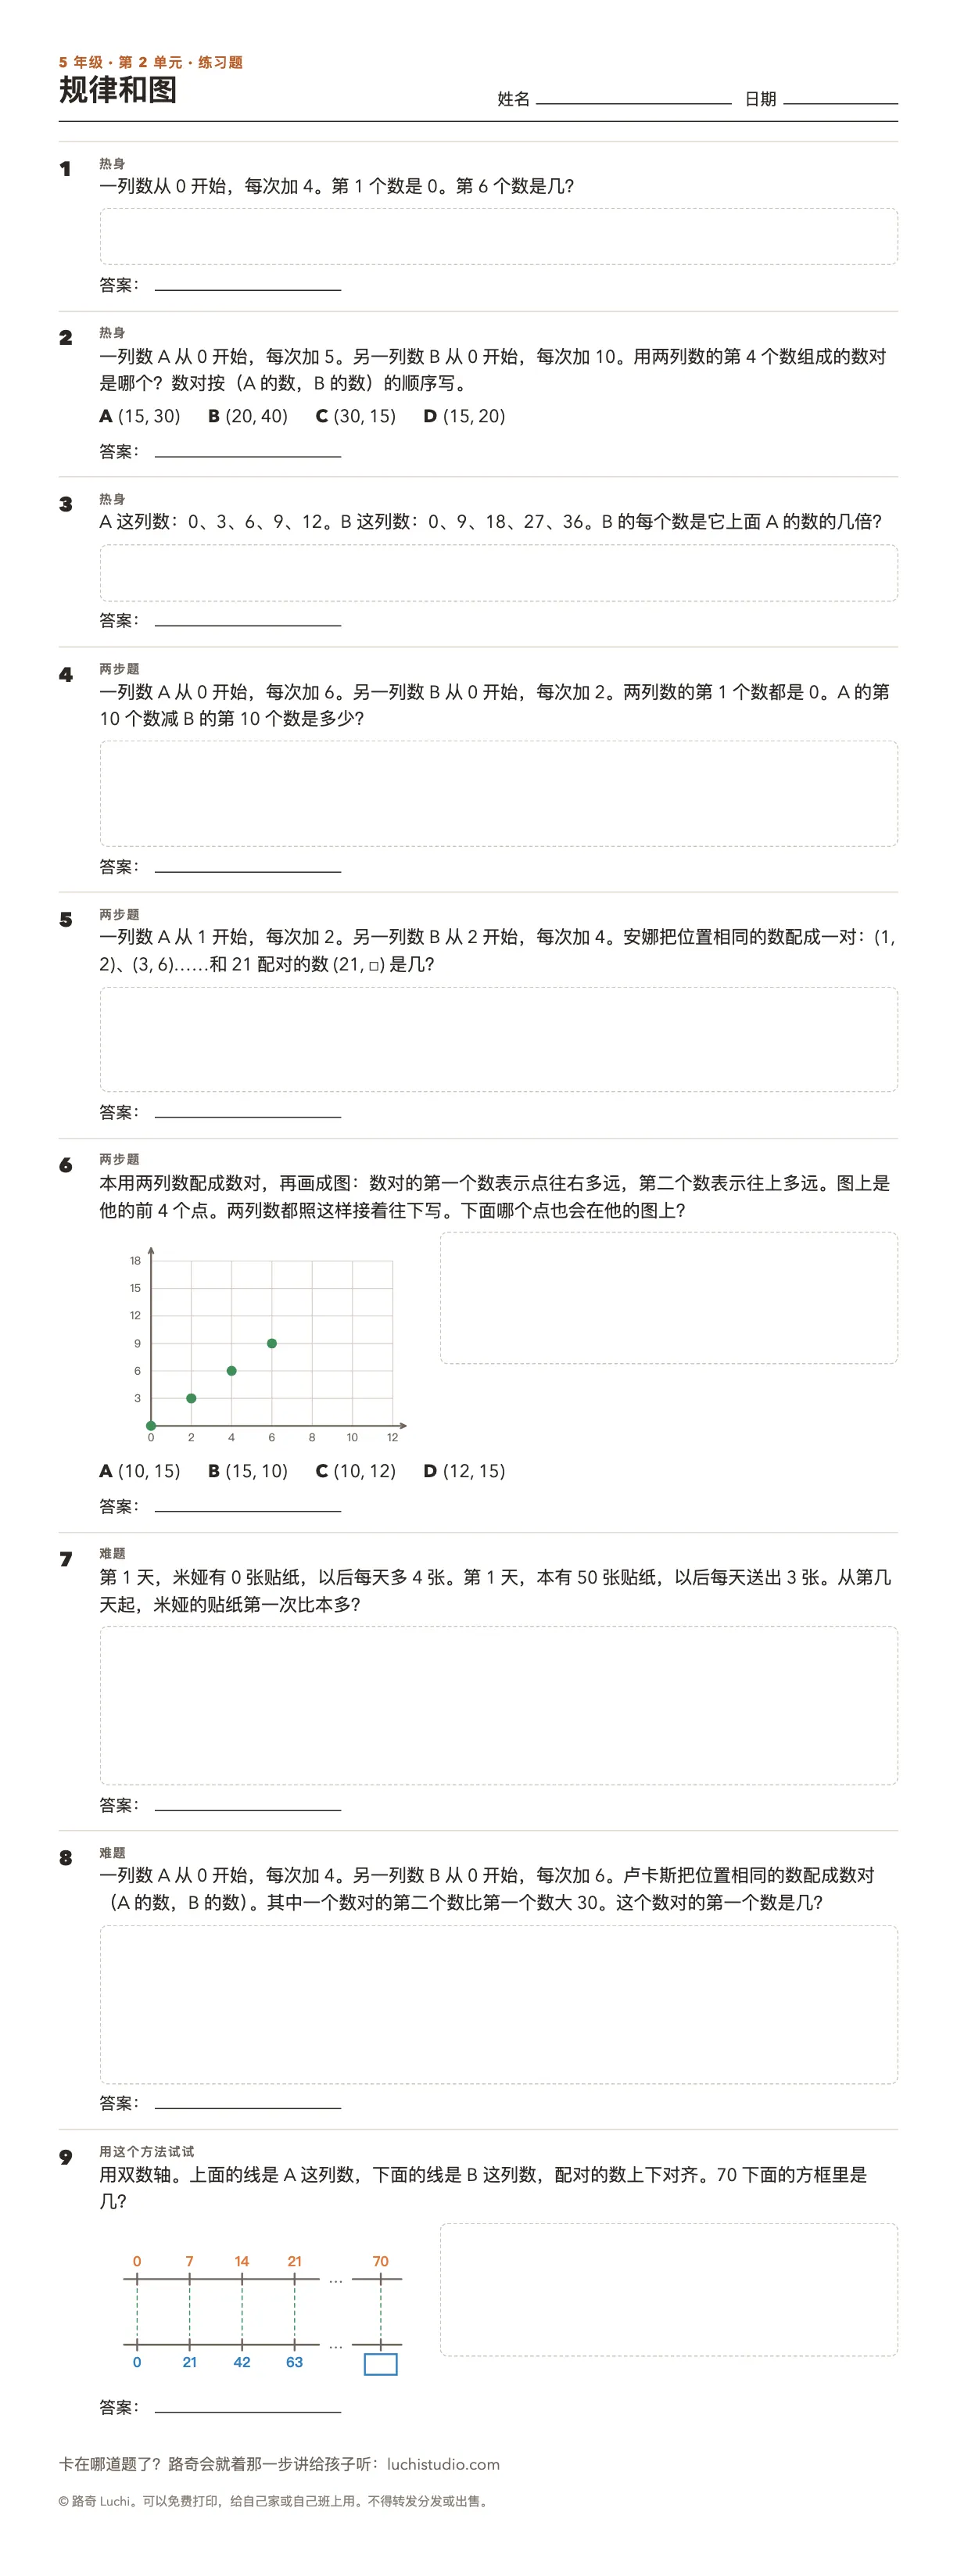 5 年级·第 2 单元·练习题
规律和图
姓名 日期
1
热身
一列数从 0 开始，每次加 4。第 1 个数是 0。第 6 个数是几？
答案：
2
热身
一列数 A 从 0 开始，每次加 5。另一列数 B 从 0 开始，每次加 10。用两列数的第 4 个数组成的数对
是哪个？数对按（A 的数，B 的数）的顺序写。
A (15, 30) B (20, 40) C (30, 15) D (15, 20)
答案：
3
热身
A 这列数：0、3、6、9、12。B 这列数：0、9、18、27、36。B 的每个数是它上面 A 的数的几倍？
答案：
4
两步题
一列数 A 从 0 开始，每次加 6。另一列数 B 从 0 开始，每次加 2。两列数的第 1 个数都是 0。A 的第
10 个数减 B 的第 10 个数是多少？
答案：
5
两步题
一列数 A 从 1 开始，每次加 2。另一列数 B 从 2 开始，每次加 4。安娜把位置相同的数配成一对：(1,
2)、(3, 6)……和 21 配对的数 (21, □) 是几？
答案：
6
两步题
本用两列数配成数对，再画成图：数对的第一个数表示点往右多远，第二个数表示往上多远。图上是
他的前 4 个点。两列数都照这样接着往下写。下面哪个点也会在他的图上？
18
15
12
9
6
3
0 2 4 6 8 10 12
A (10, 15) B (15, 10) C (10, 12) D (12, 15)
答案：
7
难题
第 1 天，米娅有 0 张贴纸，以后每天多 4 张。第 1 天，本有 50 张贴纸，以后每天送出 3 张。从第几
天起，米娅的贴纸第一次比本多？
答案：
8
难题
一列数 A 从 0 开始，每次加 4。另一列数 B 从 0 开始，每次加 6。卢卡斯把位置相同的数配成数对
（A 的数，B 的数）。其中一个数对的第二个数比第一个数大 30。这个数对的第一个数是几？
答案：
9
用这个方法试试
用双数轴。上面的线是 A 这列数，下面的线是 B 这列数，配对的数上下对齐。70 下面的方框里是
几？
0 7 14 21 70
...
...
0 21 42 63
答案：
卡在哪道题了？路奇会就着那一步讲给孩子听：luchistudio.com
© 路奇 Luchi。可以免费打印，给自己家或自己班上用。不得转发分发或出售。